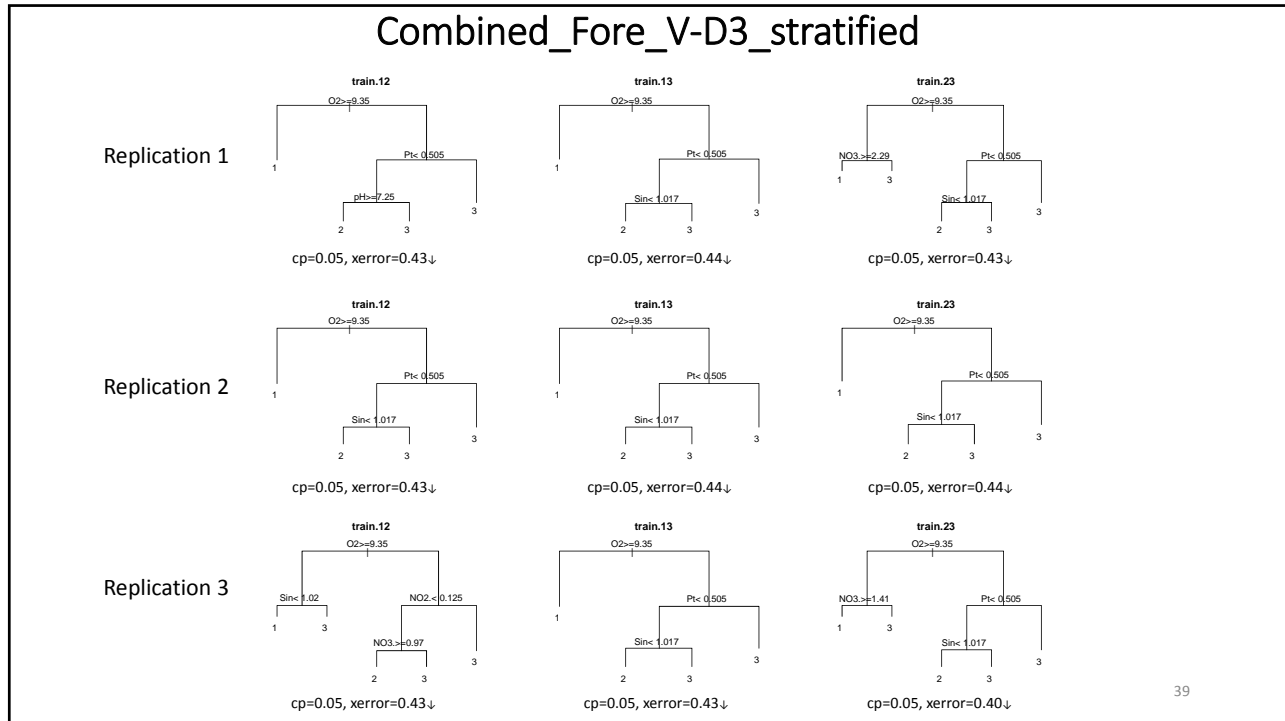 Combined_Fore_V-D3_stratified
Replication 1
train.12
O2>=9.35
1
Pt< 0.505
pH>=7.25
2
3
3
cp=0.05, xerror=0.43↓
train.13
O2>=9.35
1
Pt< 0.505
Sin< 1.017
2
3
3
cp=0.05, xerror=0.44↓
train.23
O2>=9.35
NO3.>=2.29
1
3
Pt< 0.505
Sin< 1.017
2
3
3
cp=0.05, xerror=0.43↓
Replication 2
train.12
O2>=9.35
1
Pt< 0.505
Sin< 1.017
2
3
3
cp=0.05, xerror=0.43↓
train.13
O2>=9.35
1
Pt< 0.505
Sin< 1.017
2
3
3
cp=0.05, xerror=0.44↓
train.23
O2>=9.35
1
Pt< 0.505
Sin< 1.017
2
3
3
cp=0.05, xerror=0.44↓
Replication 3
train.12
O2>=9.35
Sin< 1.02
1
3
NO2.< 0.125
NO3.>=0.97
2
3
3
cp=0.05, xerror=0.43↓
train.13
O2>=9.35
1
Pt< 0.505
Sin< 1.017
2
3
3
cp=0.05, xerror=0.43↓
train.23
O2>=9.35
NO3.>=1.41
1
3
Pt< 0.505
Sin< 1.017
2
3
3
cp=0.05, xerror=0.40↓
39